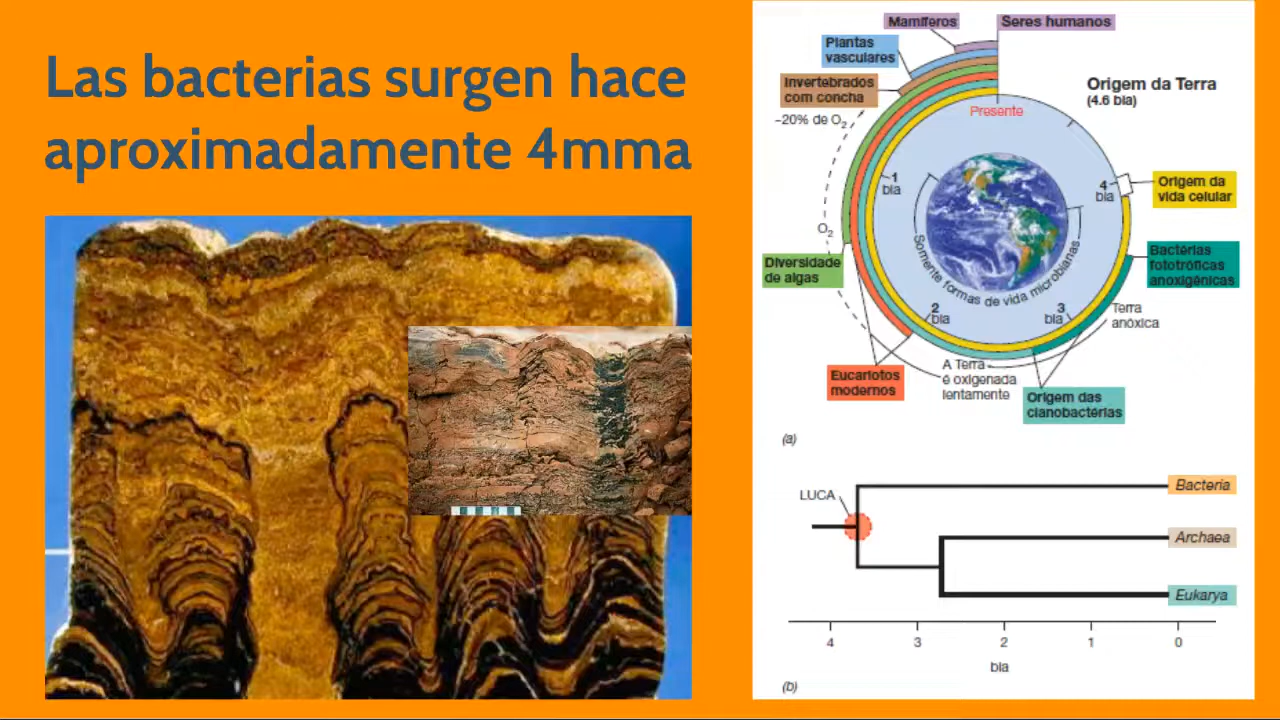 Las bacterias surgen hace
aproximadamente 4mma
Mamíferos
Seres humanos
Plantas
vasculares
Invertebrados
com concha
Origem da Terra
(4.6 bia)
Presente
~20% de O2
1
bia
4
bia
Origem da
vida celular
O2
Diversidade
de algas
Somente formas de vida microbianas
Bactérias
fototróficas
anoxigênicas
2
bia
3
bia
Terra
anóxica
Eucariotos
modernos
A Terra
é oxigenada
lentamente
Origem das
cianobactérias
(a)
LUCA
Bacteria
Archaea
Eukarya
4 3 2 1 0
bia
(b)